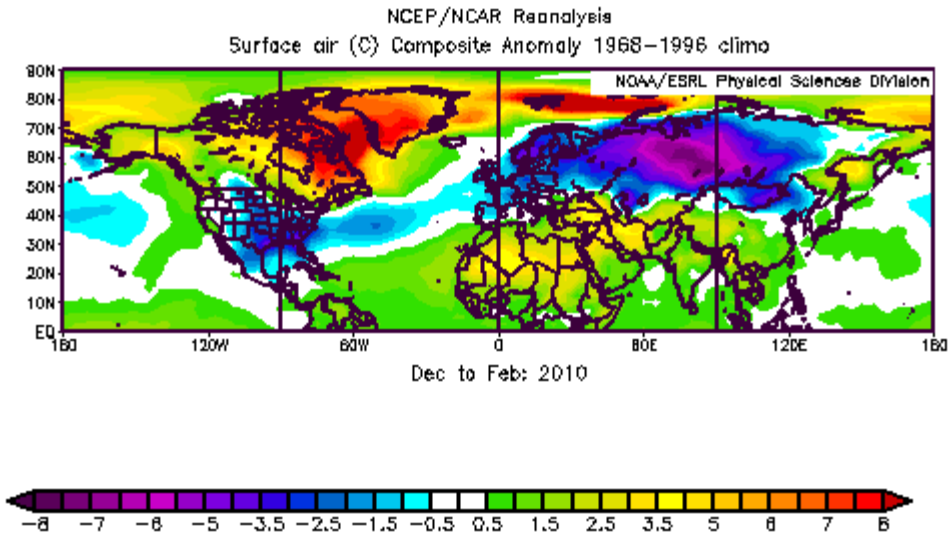 NCEP/NCAR Reanalysis
Surface air (C) Composite Anomaly 1968-1996 climo
NOAA/ESRL Physical Sciences Division
90N
80N
70N
60N
50N
40N
30N
20N
10N
EQ
180 120W 60W 0 60E 120E 180
Dec to Feb: 2010
-8 -7 -6 -5 -3.5 -2.5 -1.5 -0.5 0.5 1.5 2.5 3.5 5 6 7 8